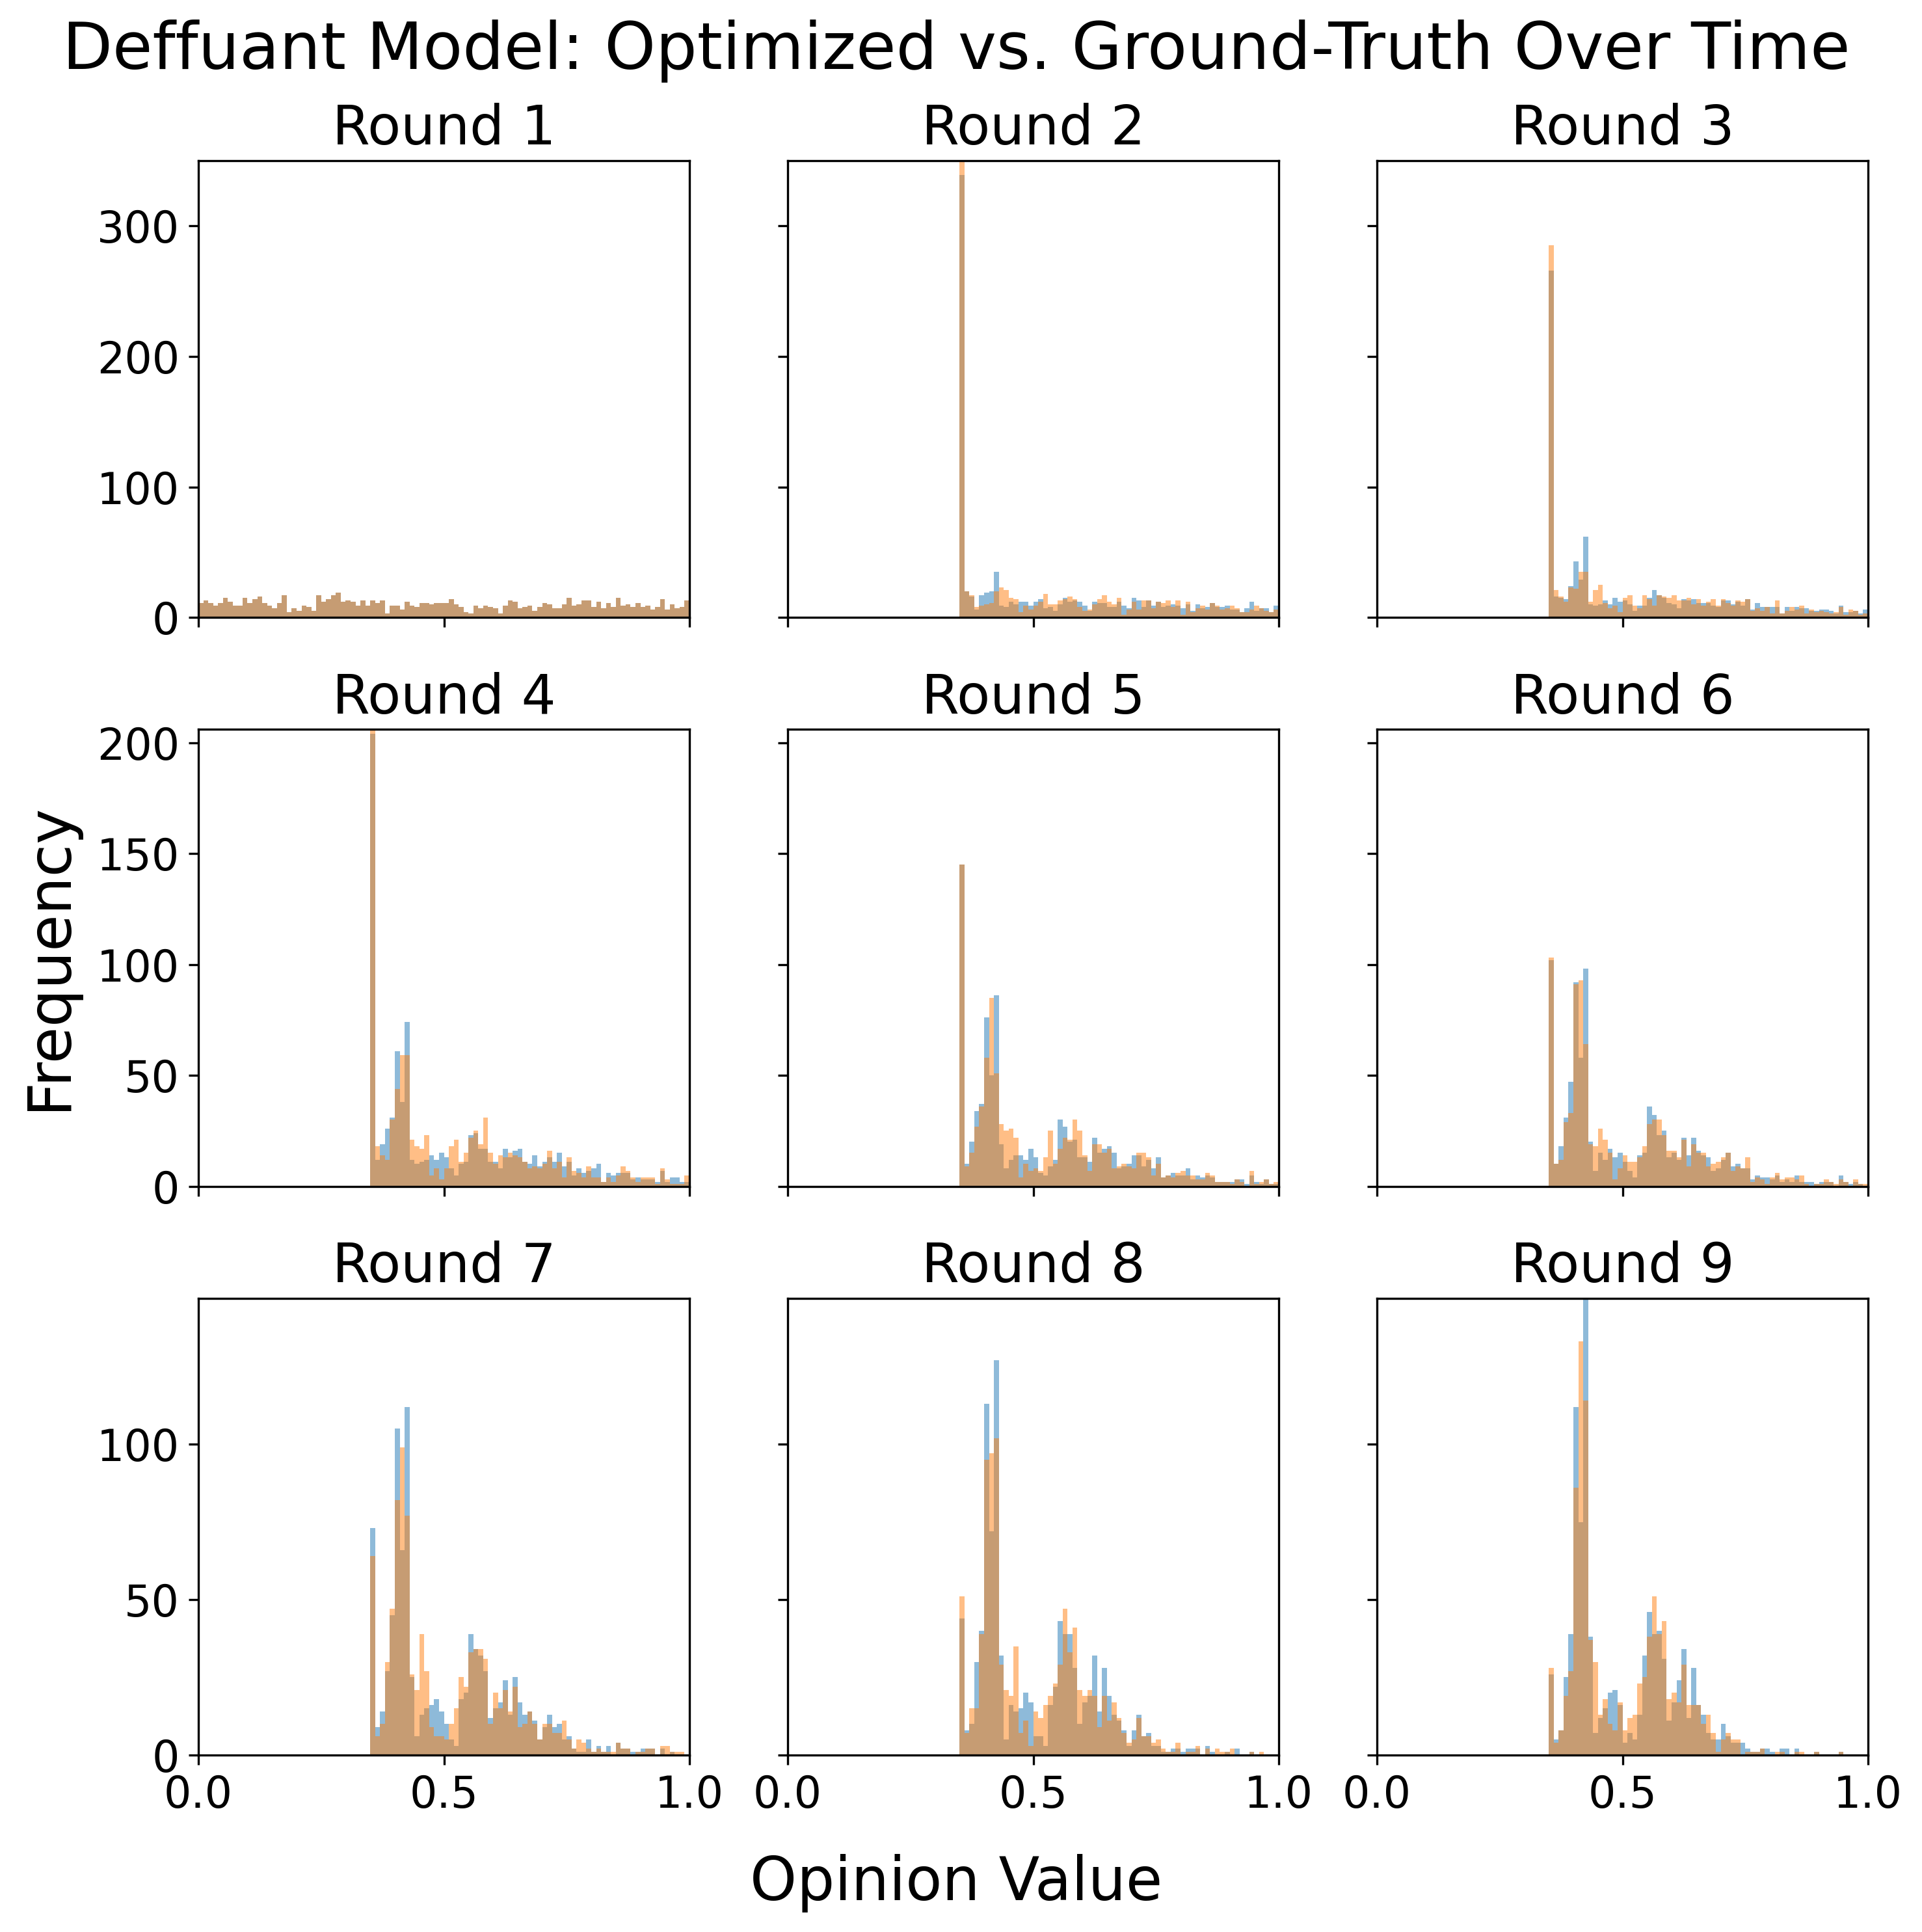 Deffuant Model: Optimized vs. Ground-Truth Over Time
Round 1
Round 2
Round 3
300
200
100
0
Round 4
Round 5
Round 6
200
150
100
50
0
Frequency
Round 7
Round 8
Round 9
100
50
0
0.0 0.5 1.0
0.0 0.5 1.0
0.0 0.5 1.0
Opinion Value